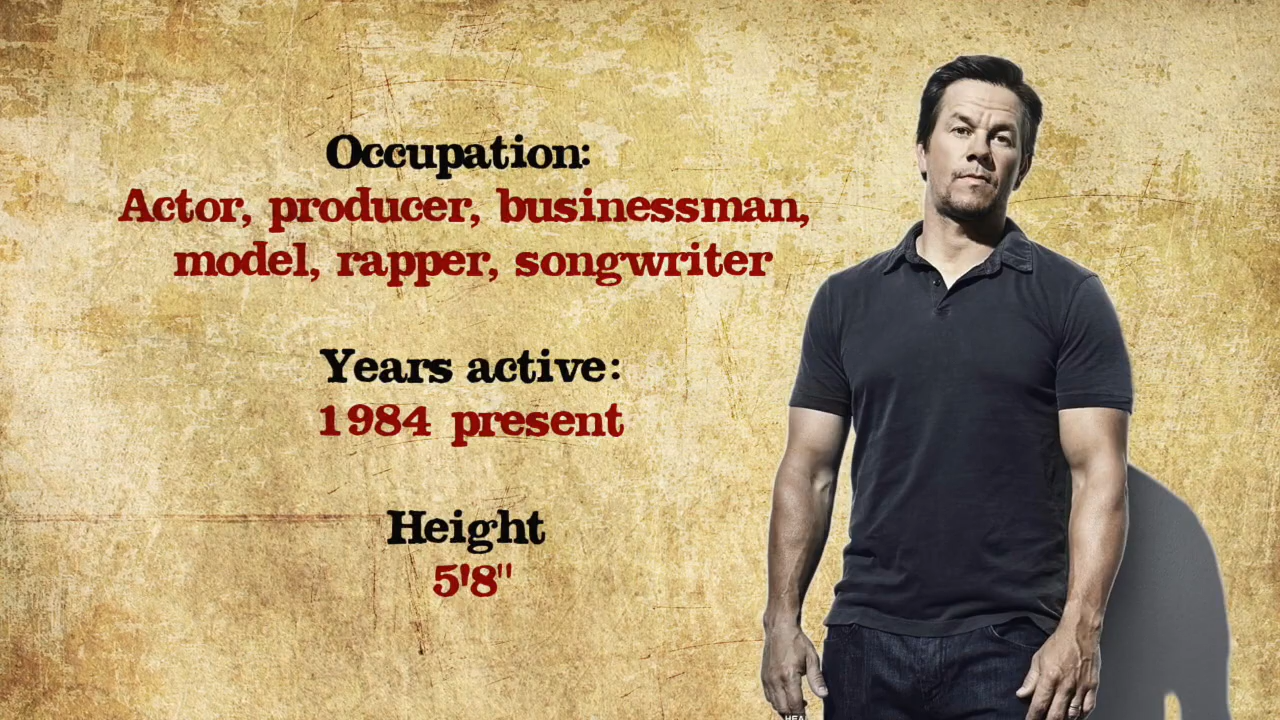 Occupation:
Actor, producer, businessman,
model, rapper, songwriter
Years active:
1984 present
Height
5'8"